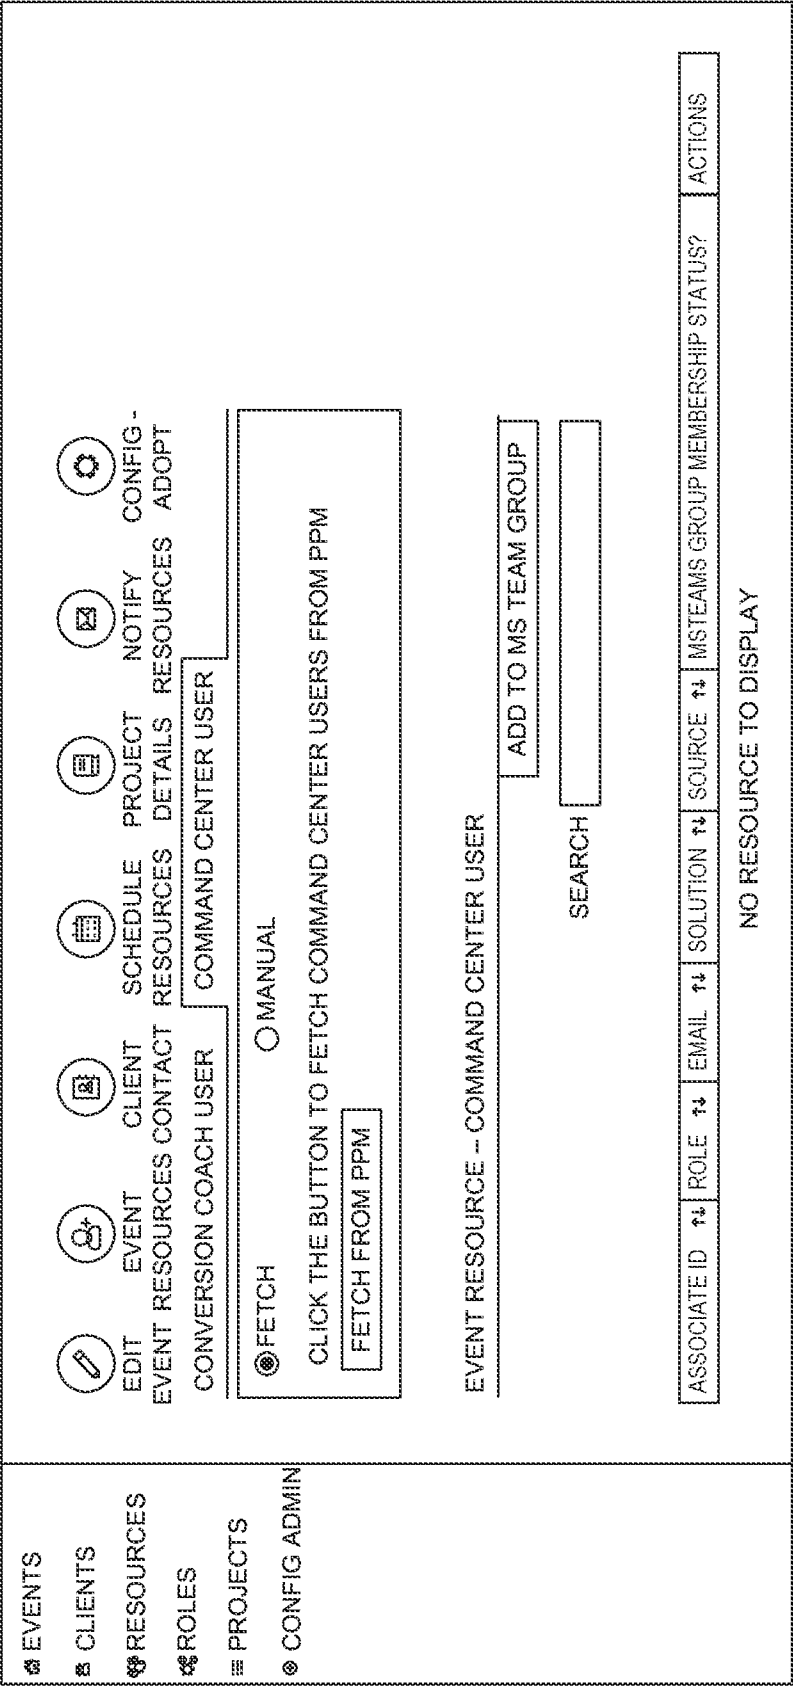 EVENTS
CLIENTS
RESOURCES
ROLES
PROJECTS
CONFIG ADMIN
EDIT EVENT
EVENT RESOURCES
CLIENT CONTACT
SCHEDULE RESOURCES
PROJECT DETAILS
NOTIFY RESOURCES
CONFIG - ADOPT
CONVERSION COACH USER
COMMAND CENTER USER
FETCH
MANUAL
CLICK THE BUTTON TO FETCH COMMAND CENTER USERS FROM PPM
FETCH FROM PPM
EVENT RESOURCE – COMMAND CENTER USER
ADD TO MS TEAM GROUP
SEARCH
ASSOCIATE ID ↑↓ ROLE ↑↓ EMAIL ↑↓ SOLUTION ↑↓ SOURCE ↑↓ MSTEAMS GROUP MEMBERSHIP STATUS? ACTIONS
NO RESOURCE TO DISPLAY